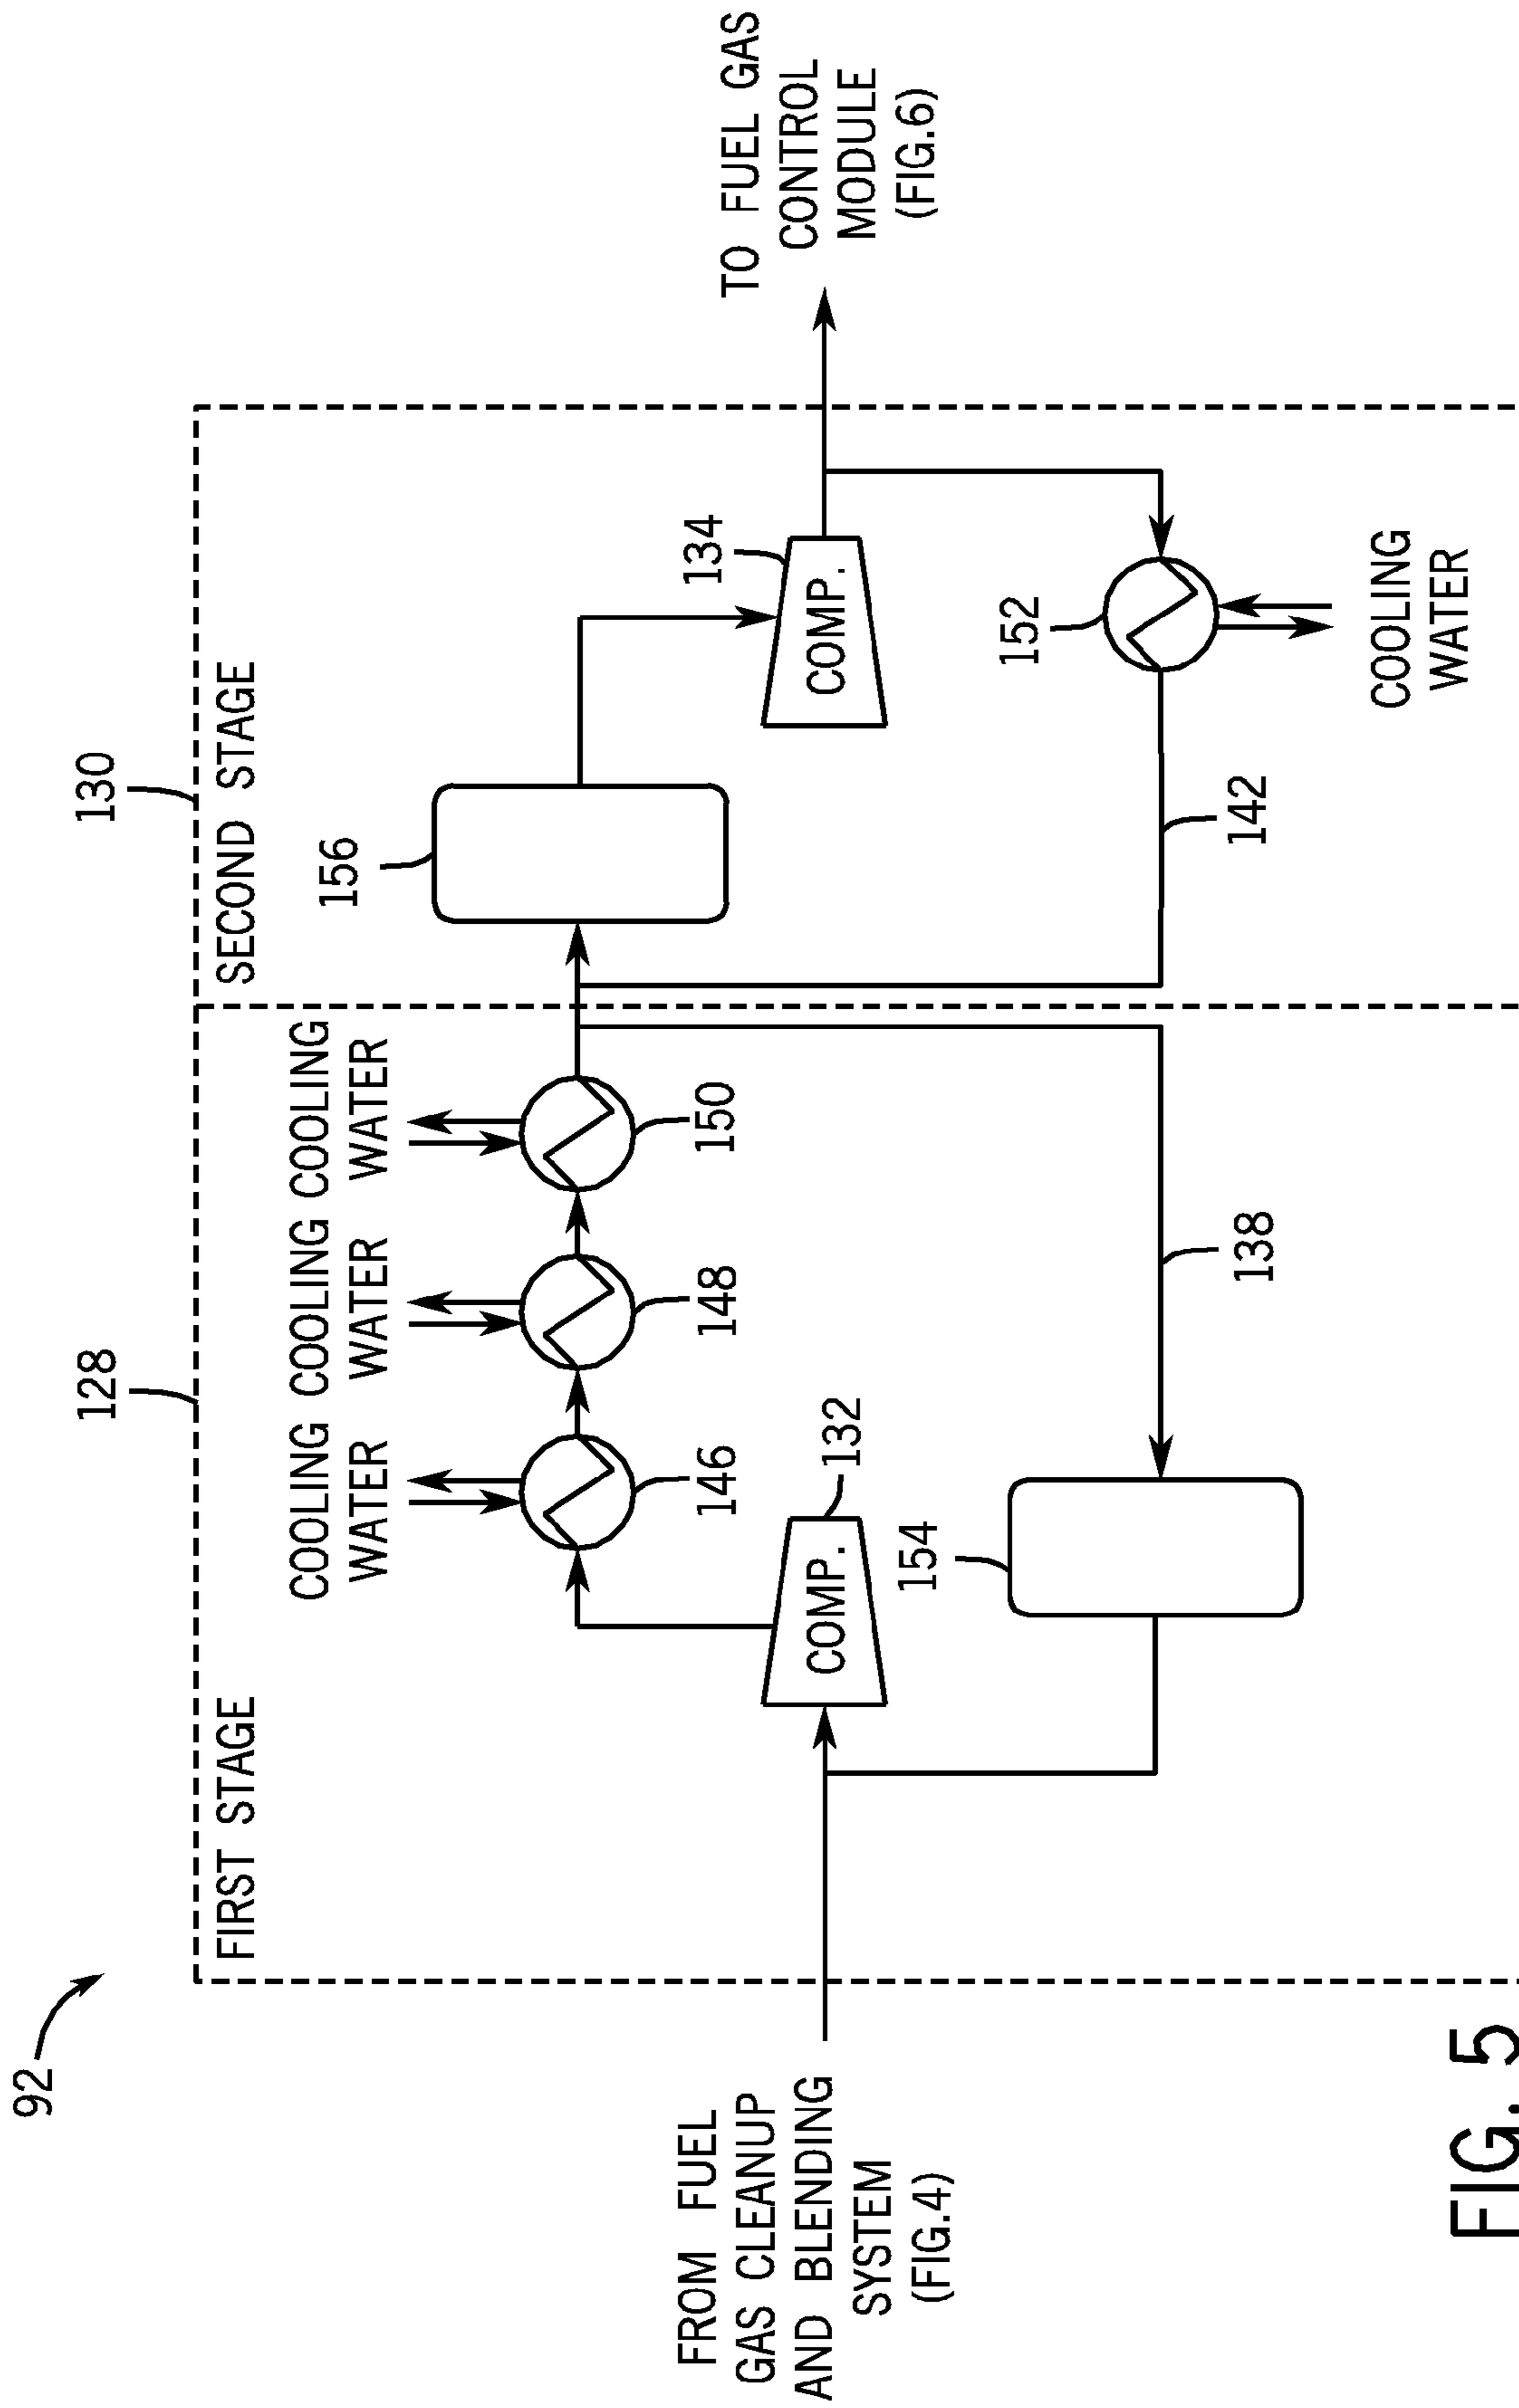 92
128
130
FIRST STAGE
SECOND STAGE
COOLING
WATER
COOLING
WATER
COOLING
WATER
146
148
150
156
FROM FUEL
GAS CLEANUP
AND BLENDING
SYSTEM
(FIG.4)
COMP.
132
134
COMP.
TO FUEL GAS
CONTROL
MODULE
(FIG.6)
154
138
142
152
COOLING
WATER
FIG. 5